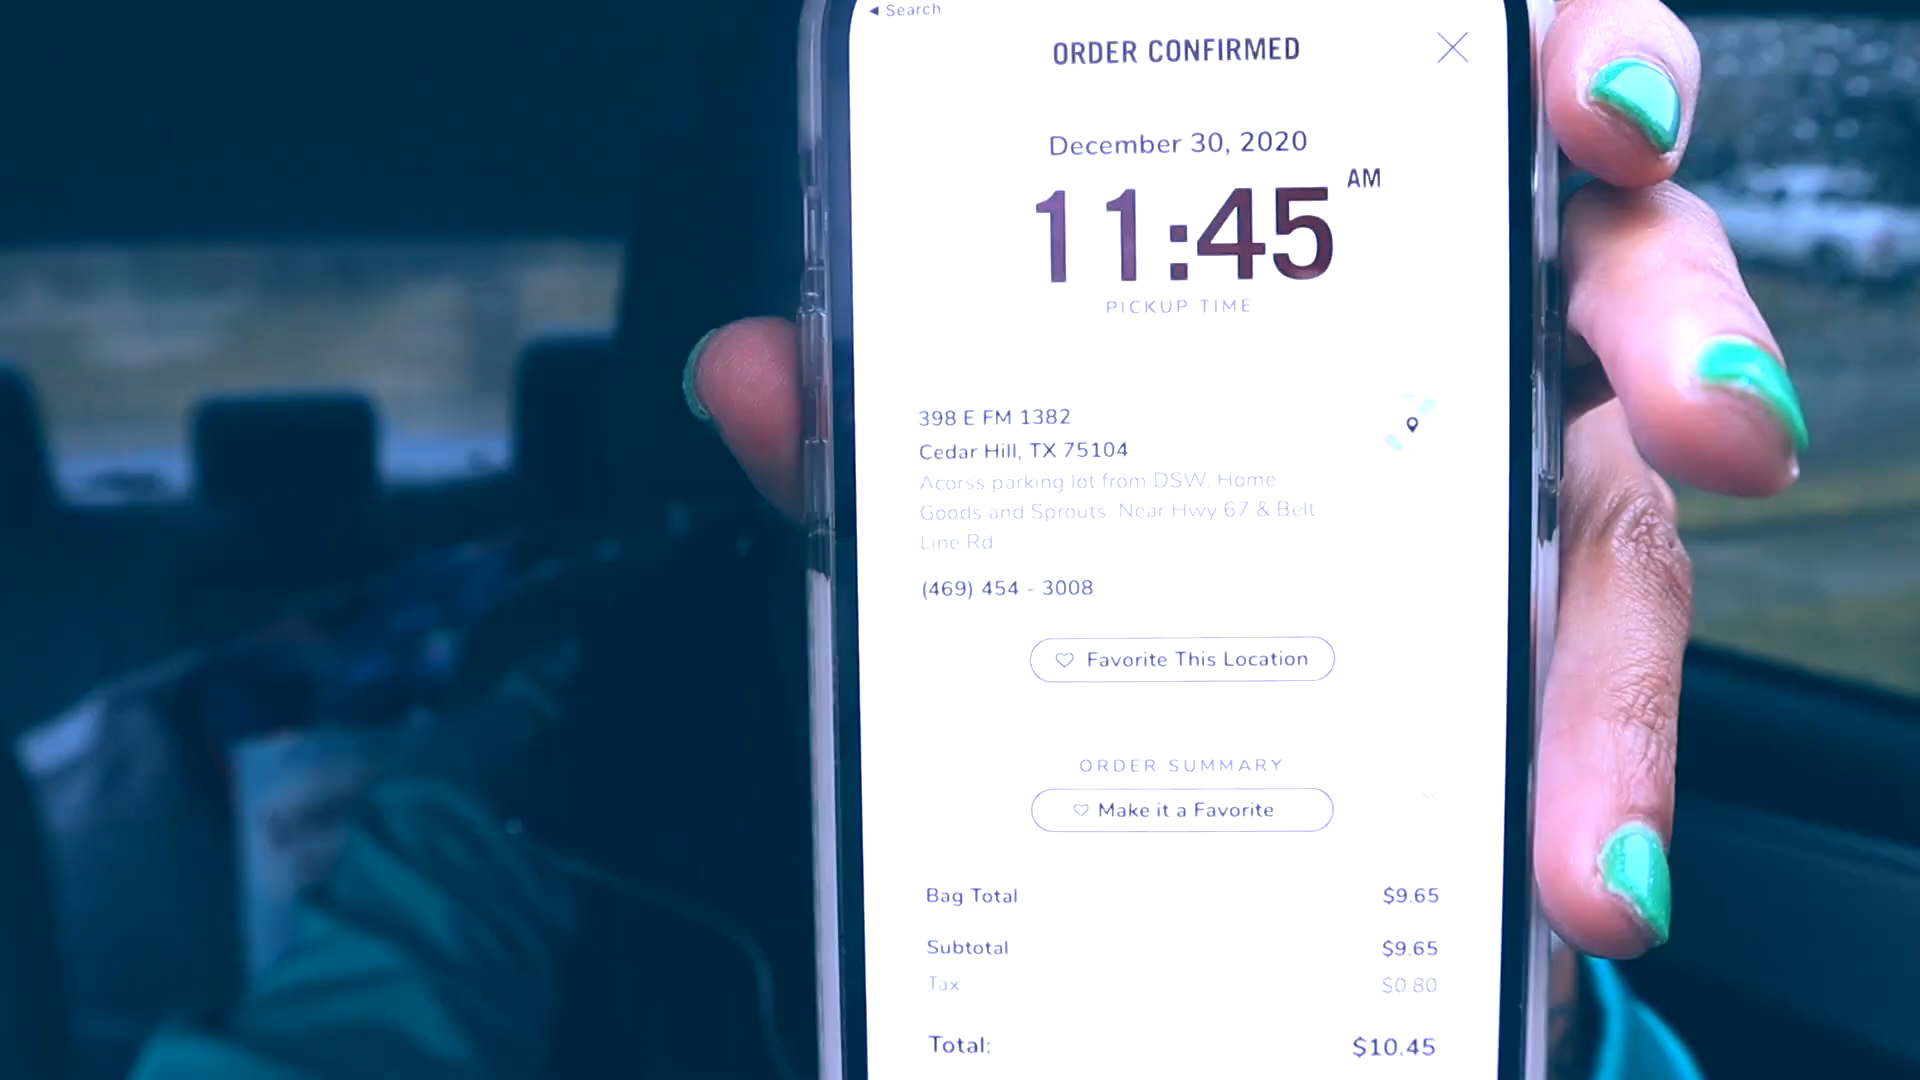 ◂ Search
ORDER CONFIRMED
December 30, 2020
11:45 AM
PICKUP TIME
398 E FM 1382
Cedar Hill, TX 75104
Acorss parking lot from DSW, Home
Goods and Sprouts. Near Hwy 67 & Belt
Line Rd
(469) 454 - 3008
Favorite This Location
ORDER SUMMARY
Make it a Favorite
Bag Total $9.65
Subtotal $9.65
Tax $0.80
Total: $10.45